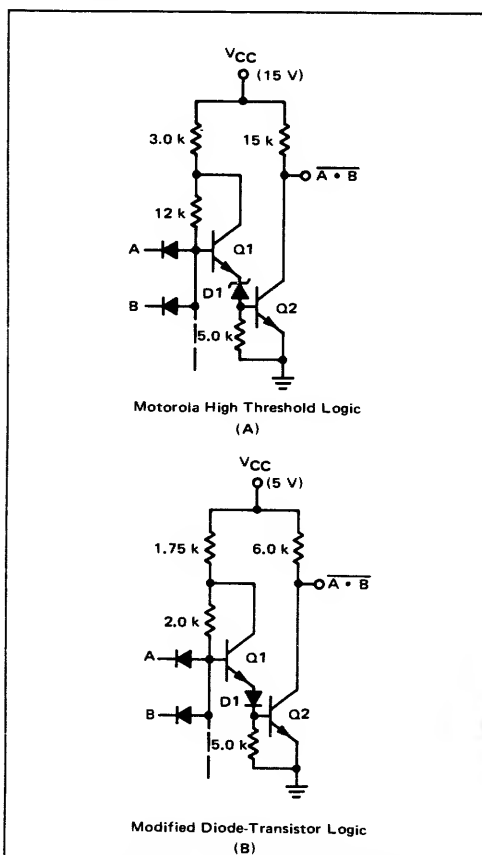 VCC
(15 V)
3.0 k
15 k
A • B
12 k
A
Q1
D1
B
Q2
5.0 k
Motorola High Threshold Logic
(A)
VCC
(5 V)
1.75 k
6.0 k
A • B
2.0 k
A
Q1
D1
B
Q2
5.0 k
Modified Diode-Transistor Logic
(B)